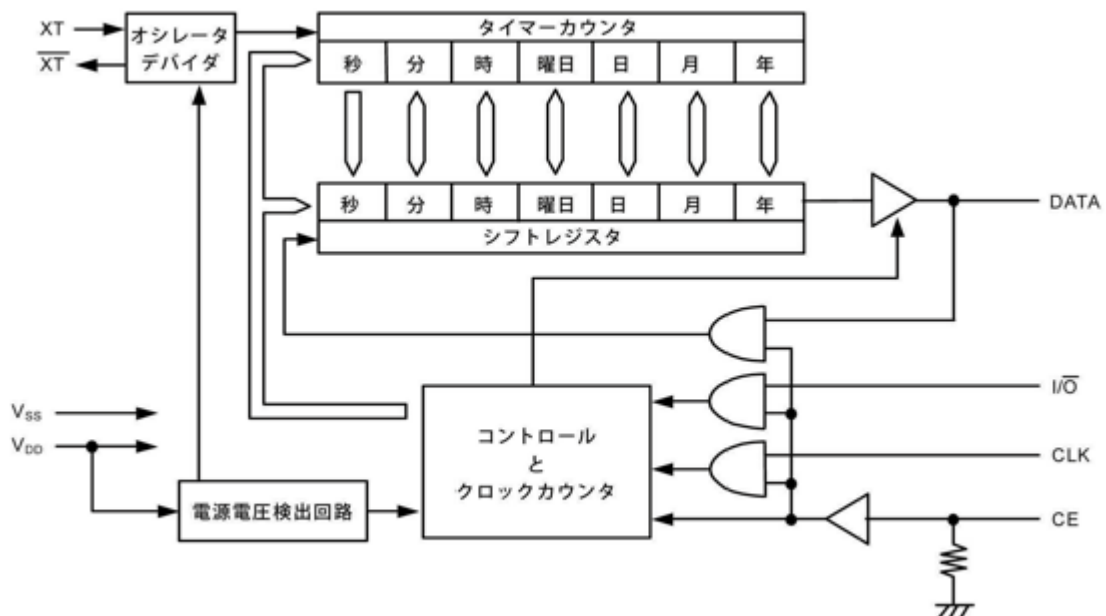 XT
X̅T̅
オシレータ
デバイダ
タイマーカウンタ
秒 分 時 曜日 日 月 年
秒 分 時 曜日 日 月 年
シフトレジスタ
DATA
I/O̅
CLK
CE
VSS
VDD
コントロール
と
クロックカウンタ
電源電圧検出回路